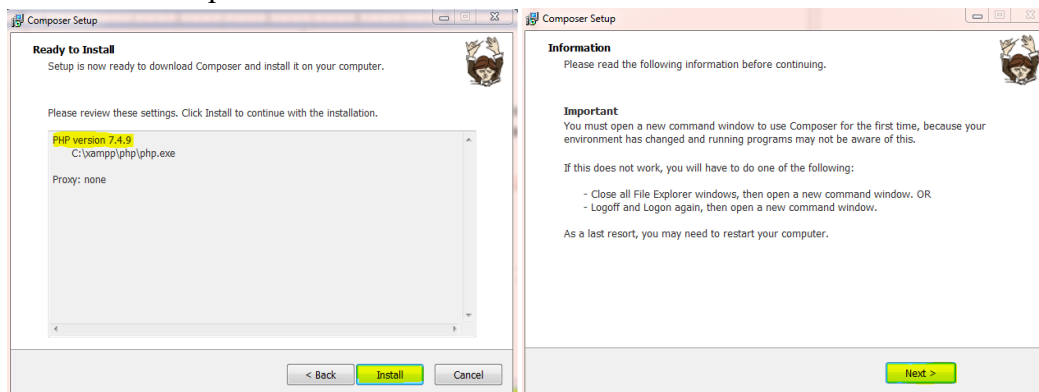 Composer Setup
Ready to Install
Setup is now ready to download Composer and install it on your computer.
Please review these settings. Click Install to continue with the installation.
PHP version 7.4.9
C:\xampp\php\php.exe
Proxy: none
< Back Install Cancel
Composer Setup
Information
Please read the following information before continuing.
Important
You must open a new command window to use Composer for the first time, because your
environment has changed and running programs may not be aware of this.
If this does not work, you will have to do one of the following:
- Close all File Explorer windows, then open a new command window. OR
- Logoff and Logon again, then open a new command window.
As a last resort, you may need to restart your computer.
Next >